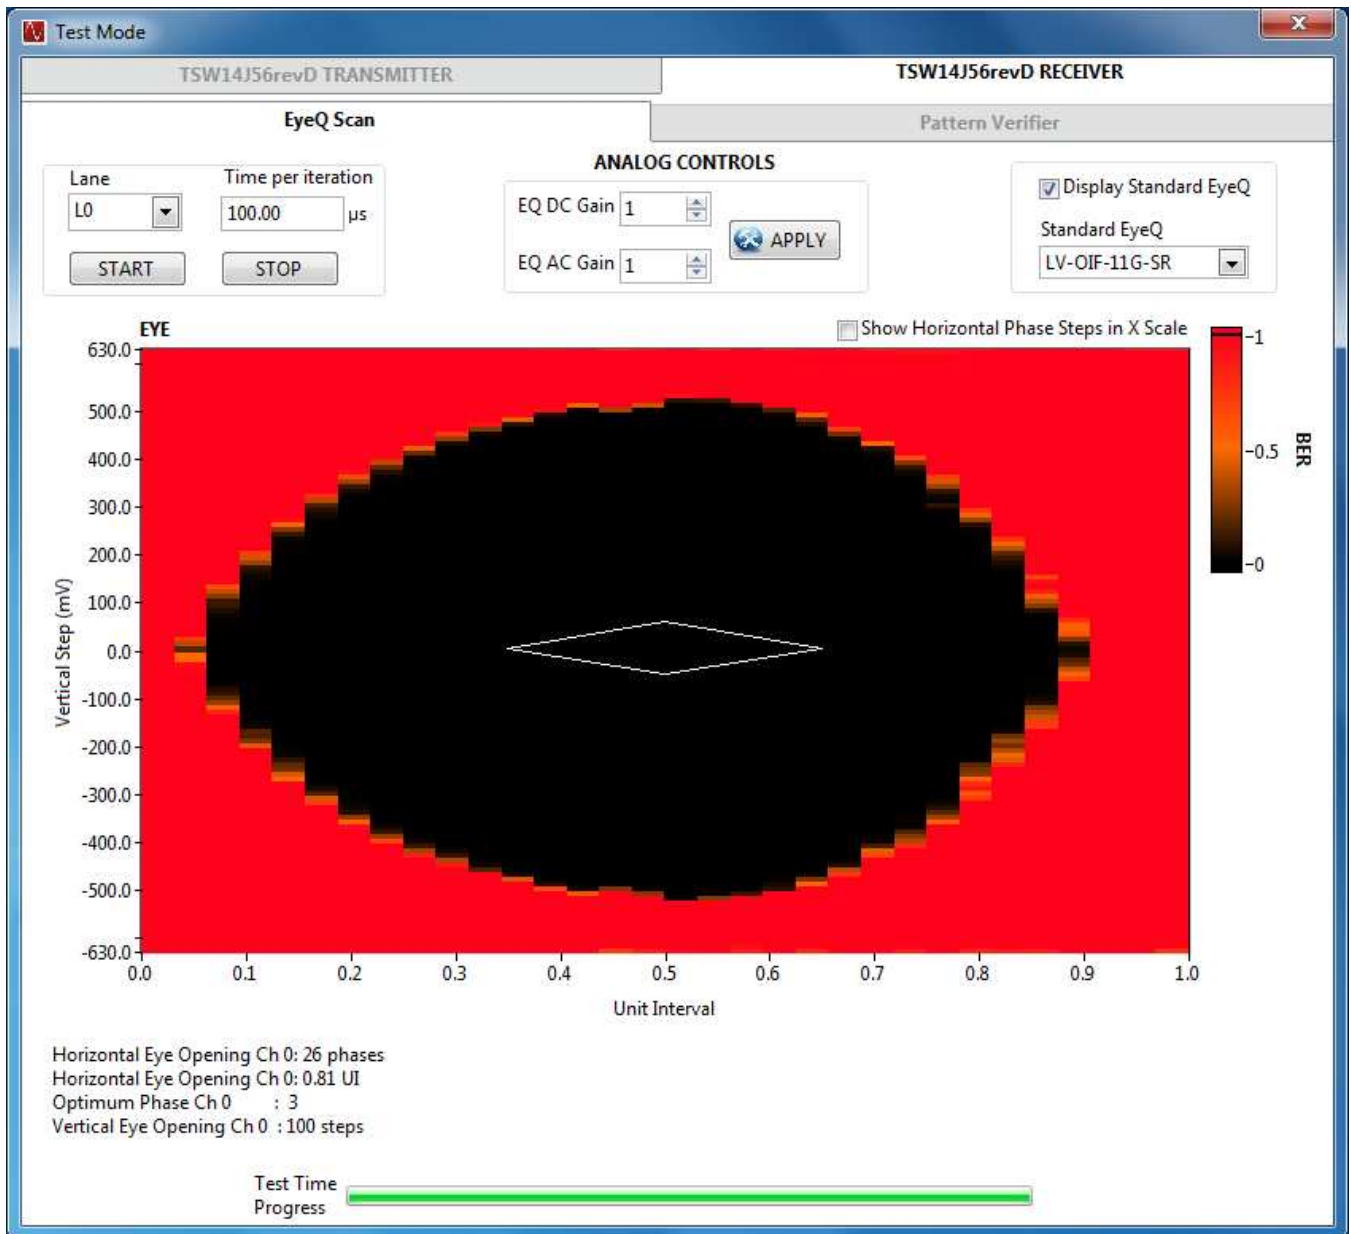 Test Mode
TSW14J56revD TRANSMITTER
TSW14J56revD RECEIVER
EyeQ Scan
Pattern Verifier
Lane
Time per iteration
L0
100.00
µs
START
STOP
ANALOG CONTROLS
EQ DC Gain 1
EQ AC Gain 1
APPLY
Display Standard EyeQ
Standard EyeQ
LV-OIF-11G-SR
EYE
Show Horizontal Phase Steps in X Scale
630.0
500.0
400.0
300.0
200.0
100.0
0.0
-100.0
-200.0
-300.0
-400.0
-500.0
-630.0
Vertical Step (mV)
0.0 0.1 0.2 0.3 0.4 0.5 0.6 0.7 0.8 0.9 1.0
Unit Interval
1
0.5
0
BER
Horizontal Eye Opening Ch 0: 26 phases
Horizontal Eye Opening Ch 0: 0.81 UI
Optimum Phase Ch 0 : 3
Vertical Eye Opening Ch 0 : 100 steps
Test Time
Progress